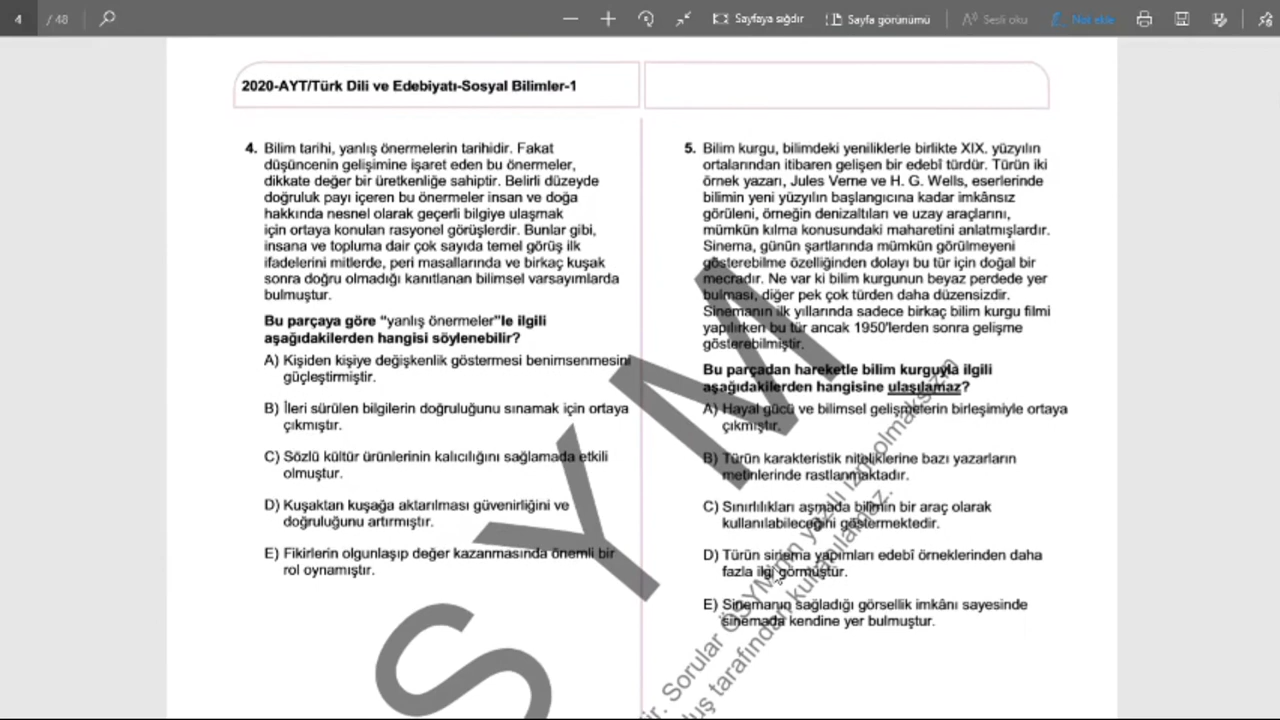 4 / 48
Sayfaya sığdır
Sayfa görünümü
Sesli oku
Not ekle
2020-AYT/Türk Dili ve Edebiyatı-Sosyal Bilimler-1
4. Bilim tarihi, yanlış önermelerin tarihidir. Fakat
düşüncenin gelişimine işaret eden bu önermeler,
dikkate değer bir üretkenliğe sahiptir. Belirli düzeyde
doğruluk payı içeren bu önermeler insan ve doğa
hakkında nesnel olarak geçerli bilgiye ulaşmak
için ortaya konulan rasyonel görüşlerdir. Bunlar gibi,
insana ve topluma dair çok sayıda temel görüş ilk
ifadelerini mitlerde, peri masallarında ve birkaç kuşak
sonra doğru olmadığı kanıtlanan bilimsel varsayımlarda
bulmuştur.
Bu parçaya göre "yanlış önermeler"le ilgili
aşağıdakilerden hangisi söylenebilir?
A) Kişiden kişiye değişkenlik göstermesi benimsenmesini
güçleştirmiştir.
B) İleri sürülen bilgilerin doğruluğunu sınamak için ortaya
çıkmıştır.
C) Sözlü kültür ürünlerinin kalıcılığını sağlamada etkili
olmuştur.
D) Kuşaktan kuşağa aktarılması güvenirliğini ve
doğruluğunu artırmıştır.
E) Fikirlerin olgunlaşıp değer kazanmasında önemli bir
rol oynamıştır.
5. Bilim kurgu, bilimdeki yeniliklerle birlikte XIX. yüzyılın
ortalarından itibaren gelişen bir edebî türdür. Türün iki
örnek yazarı, Jules Verne ve H. G. Wells, eserlerinde
bilimin yeni yüzyılın başlangıcına kadar imkânsız
görüleni, örneğin denizaltıları ve uzay araçlarını,
mümkün kılma konusundaki maharetini anlatmışlardır.
Sinema, günün şartlarında mümkün görülmeyeni
gösterebilme özelliğinden dolayı bu tür için doğal bir
mecradır. Ne var ki bilim kurgunun beyaz perdede yer
bulması, diğer pek çok türden daha düzensizdir.
Sinemanın ilk yıllarında sadece birkaç bilim kurgu filmi
yapılırken bu tür ancak 1950'lerden sonra gelişme
gösterebilmiştir.
Bu parçadan hareketle bilim kurguyla ilgili
aşağıdakilerden hangisine ulaşılamaz?
A) Hayal gücü ve bilimsel gelişmelerin birleşimiyle ortaya
çıkmıştır.
B) Türün karakteristik niteliklerine bazı yazarların
metinlerinde rastlanmaktadır.
C) Sınırlılıkları aşmada bilimin bir araç olarak
kullanılabileceğini göstermektedir.
D) Türün sinema yapımları edebî örneklerinden daha
fazla ilgi görmüştür.
E) Sinemanın sağladığı görsellik imkânı sayesinde
sinemada kendine yer bulmuştur.
SYM
Sorular ÖSYM'nin yazılı izni olmaksızın
tarafından kullanılamaz.